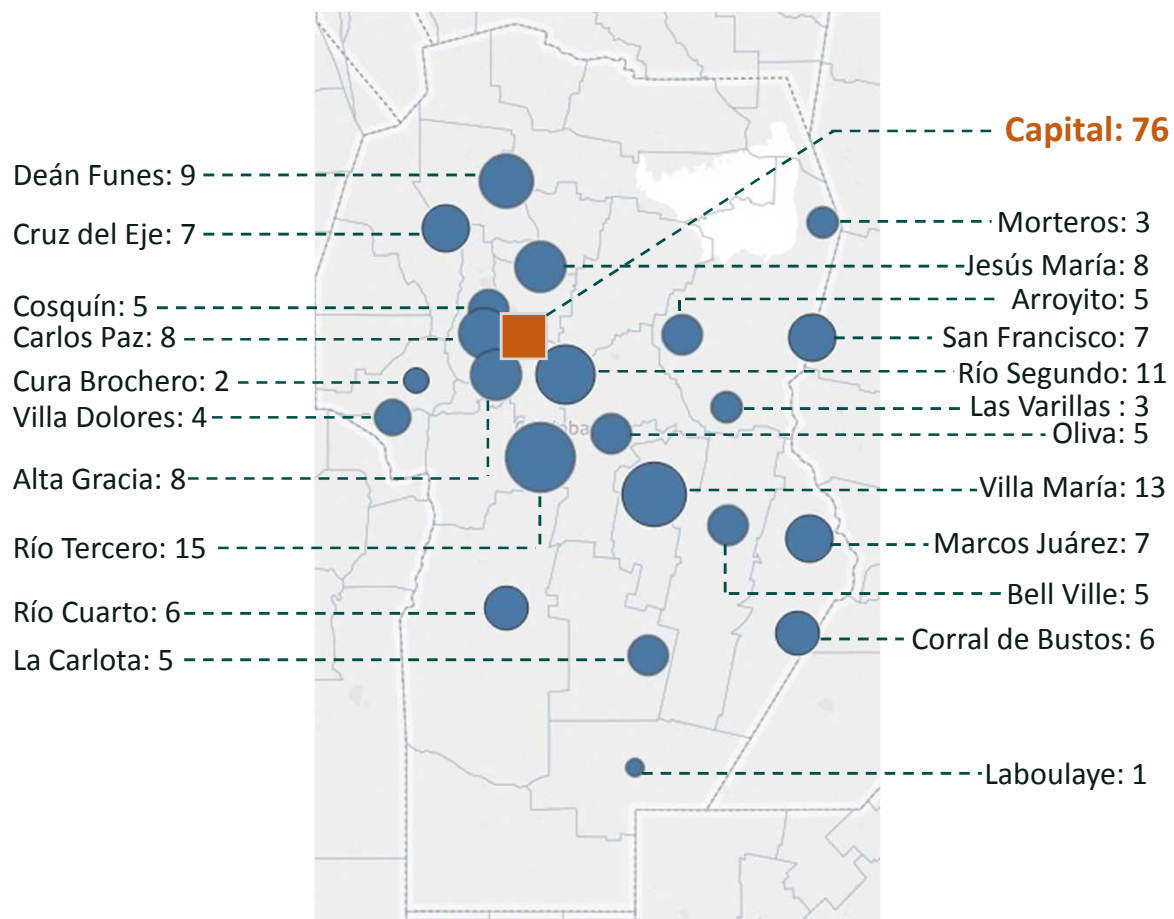 Capital: 76
Deán Funes: 9
Cruz del Eje: 7
Cosquín: 5
Carlos Paz: 8
Cura Brochero: 2
Villa Dolores: 4
Alta Gracia: 8
Río Tercero: 15
Río Cuarto: 6
La Carlota: 5
Morteros: 3
Jesús María: 8
Arroyito: 5
San Francisco: 7
Río Segundo: 11
Las Varillas : 3
Oliva: 5
Villa María: 13
Marcos Juárez: 7
Bell Ville: 5
Corral de Bustos: 6
Laboulaye: 1